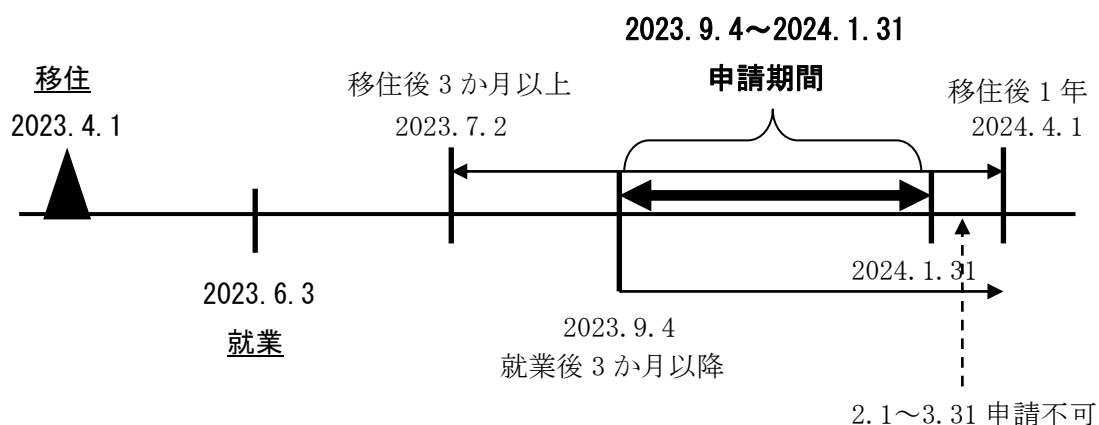 2023.9.4～2024.1.31
申請期間
移住
2023.4.1
移住後 3 か月以上
2023.7.2
移住後 1 年
2024.4.1
2023.6.3
就業
2024.1.31
2023.9.4
就業後 3 か月以降
2.1～3.31 申請不可